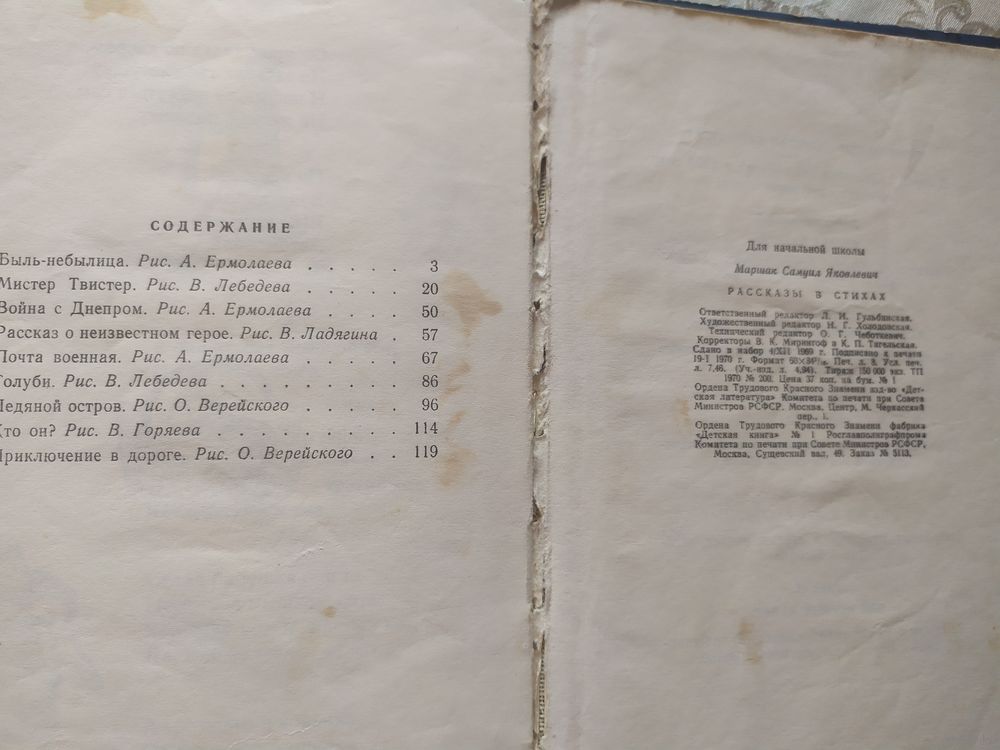 СОДЕРЖАНИЕ
Быль-небылица. Рис. А. Ермолаева . . . . . 3
Мистер Твистер. Рис. В. Лебедева . . . . . 20
Война с Днепром. Рис. А. Ермолаева . . . . 50
Рассказ о неизвестном герое. Рис. В. Ладягина . 57
Почта военная. Рис. А. Ермолаева . . . . . 67
Голуби. Рис. В. Лебедева . . . . . . . . 86
Ледяной остров. Рис. О. Верейского . . . . . 96
Кто он? Рис. В. Горяева . . . . . . . . . 114
Приключение в дороге. Рис. О. Верейского . . 119
Для начальной школы
Маршак Самуил Яковлевич
РАССКАЗЫ В СТИХАХ
Ответственный редактор Л. И. Гульбинская.
Художественный редактор Н. Г. Холодовская.
Технический редактор О. Г. Чеботкевич.
Корректоры В. К. Мирингоф и К. П. Тягельская.
Сдано в набор 4/XII 1969 г. Подписано к печати
19/I 1970 г. Формат Печ. л. 8. Усл. печ.
л. 7,46. (Уч.-изд. л. 4,94). Тираж 150 000 экз. ТП
1970 № 200. Цена 37 коп. на бум. № 1
Ордена Трудового Красного Знамени изд-во «Дет-
ская литература» Комитета по печати при Совете
Министров РСФСР. Москва, Центр, М. Черкасский
пер., 1.
Ордена Трудового Красного Знамени фабрика
«Детская книга» № 1 Росглавполиграфпрома
Комитета по печати при Совете Министров РСФСР,
Москва, Сущевский вал, 49. Заказ № 5113.